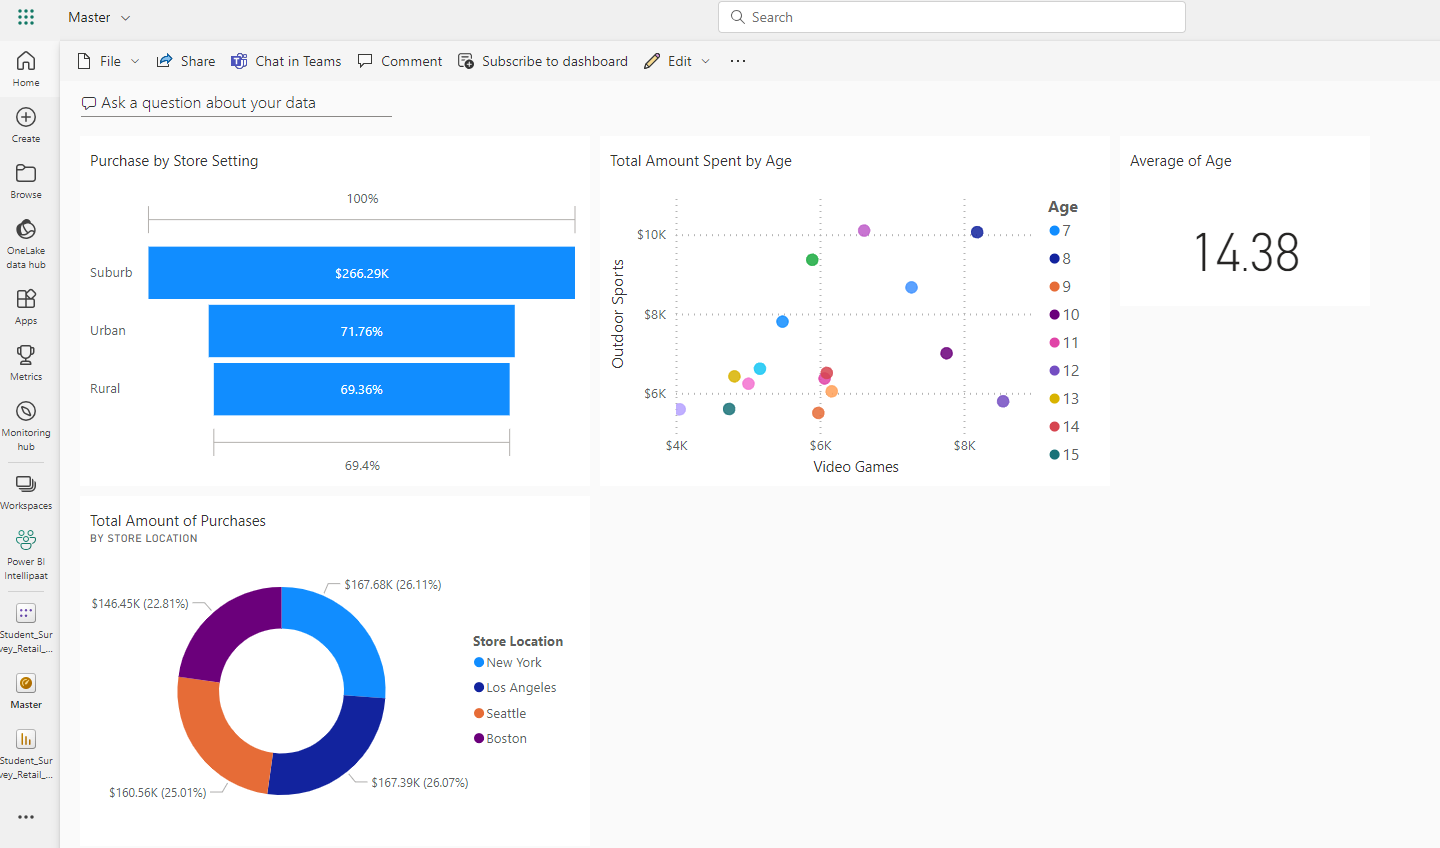 Master
Search
Home
Create
Browse
OneLake
data hub
Apps
Metrics
Monitoring
hub
Workspaces
Power BI
Intellipaat
Student_Sur
vey_Retail_...
Master
Student_Sur
vey_Retail_...
File
Share
Chat in Teams
Comment
Subscribe to dashboard
Edit
Ask a question about your data
Purchase by Store Setting
100%
Suburb
$266.29K
Urban
71.76%
Rural
69.36%
69.4%
Total Amount Spent by Age
Outdoor Sports
$10K
$8K
$6K
$4K
$6K
$8K
Video Games
Age
7
8
9
10
11
12
13
14
15
Average of Age
14.38
Total Amount of Purchases
BY STORE LOCATION
$167.68K (26.11%)
$146.45K (22.81%)
$160.56K (25.01%)
$167.39K (26.07%)
Store Location
New York
Los Angeles
Seattle
Boston